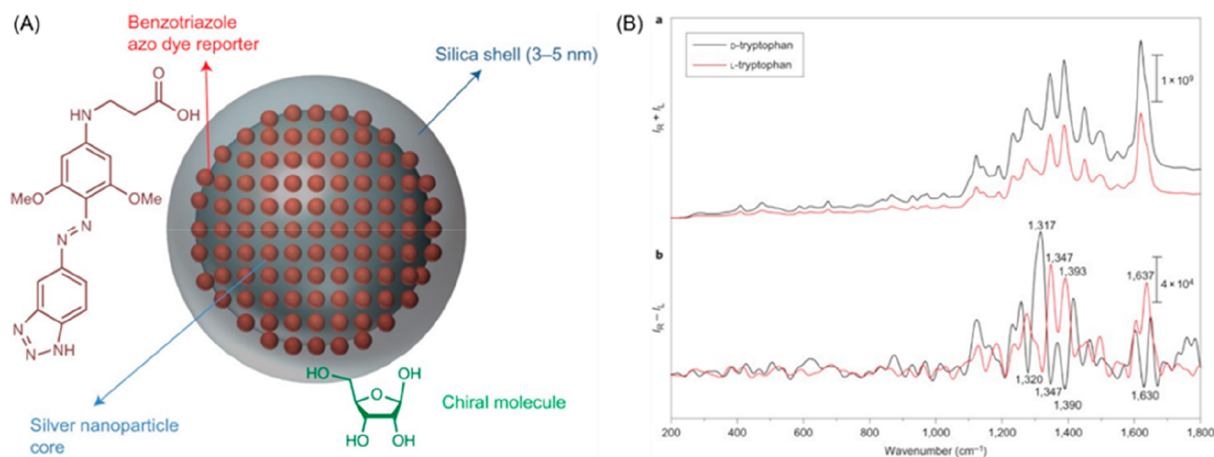 (A)
Benzotriazole
azo dye reporter
Silica shell (3–5 nm)
O
HN
OH
MeO
OMe
N
N
N
N
NH
HO
OH
HO
OH
O
Chiral molecule
Silver nanoparticle
core
(B)
a
D-tryptophan
L-tryptophan
1 × 10⁹
IR + IL
b
1,317
1,347
1,393
1,637
4 × 10⁴
IR − IL
1,320
1,347
1,390
1,630
200
400
600
800
1,000
1,200
1,400
1,600
1,800
Wavenumber (cm⁻¹)